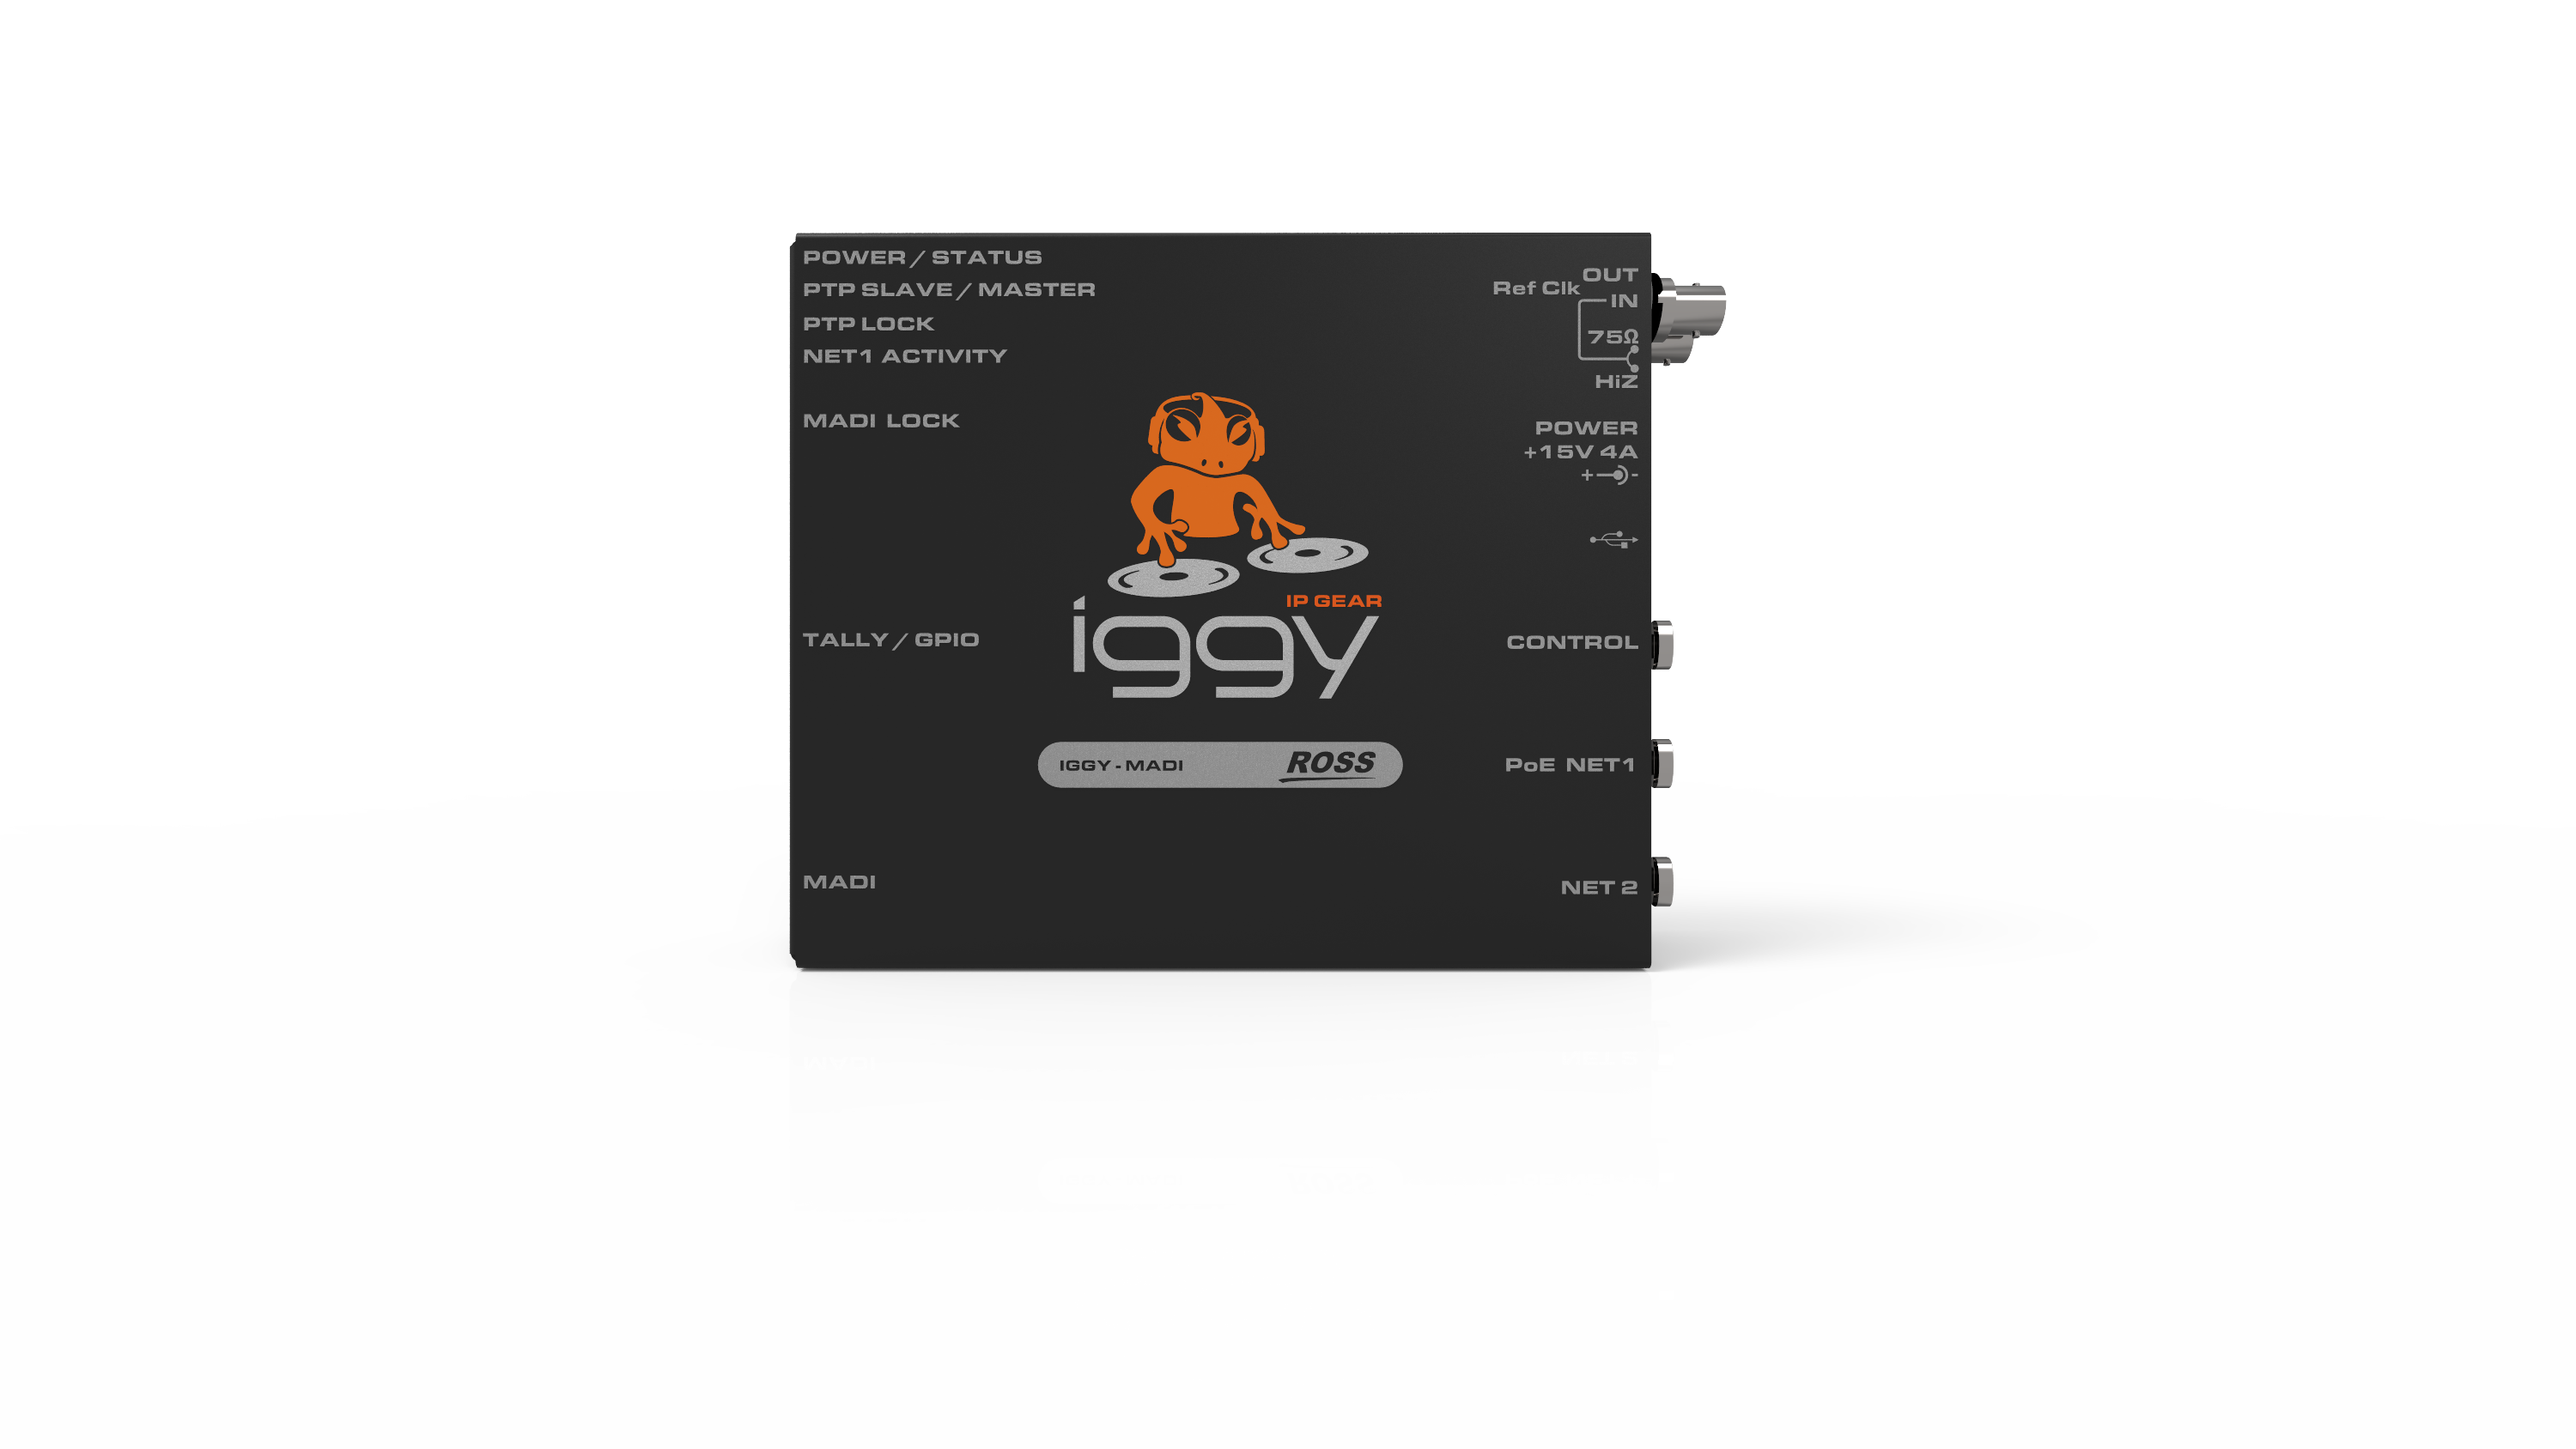 POWER / STATUS
PTP SLAVE / MASTER
PTP LOCK
NET1 ACTIVITY
MADI LOCK
TALLY / GPIO
MADI
IP GEAR
iggy
IGGY - MADI
ROSS
OUT
Ref Clk
IN
75Ω
HiZ
POWER
+15V 4A
+ -
CONTROL
PoE NET1
NET 2